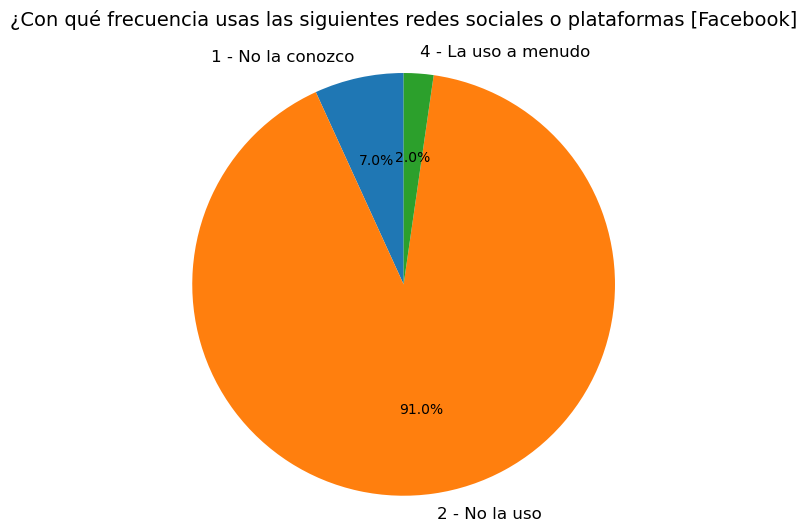 ¿Con qué frecuencia usas las siguientes redes sociales o plataformas [Facebook]
4 - La uso a menudo
1 - No la conozco
7.0%
2.0%
91.0%
2 - No la uso